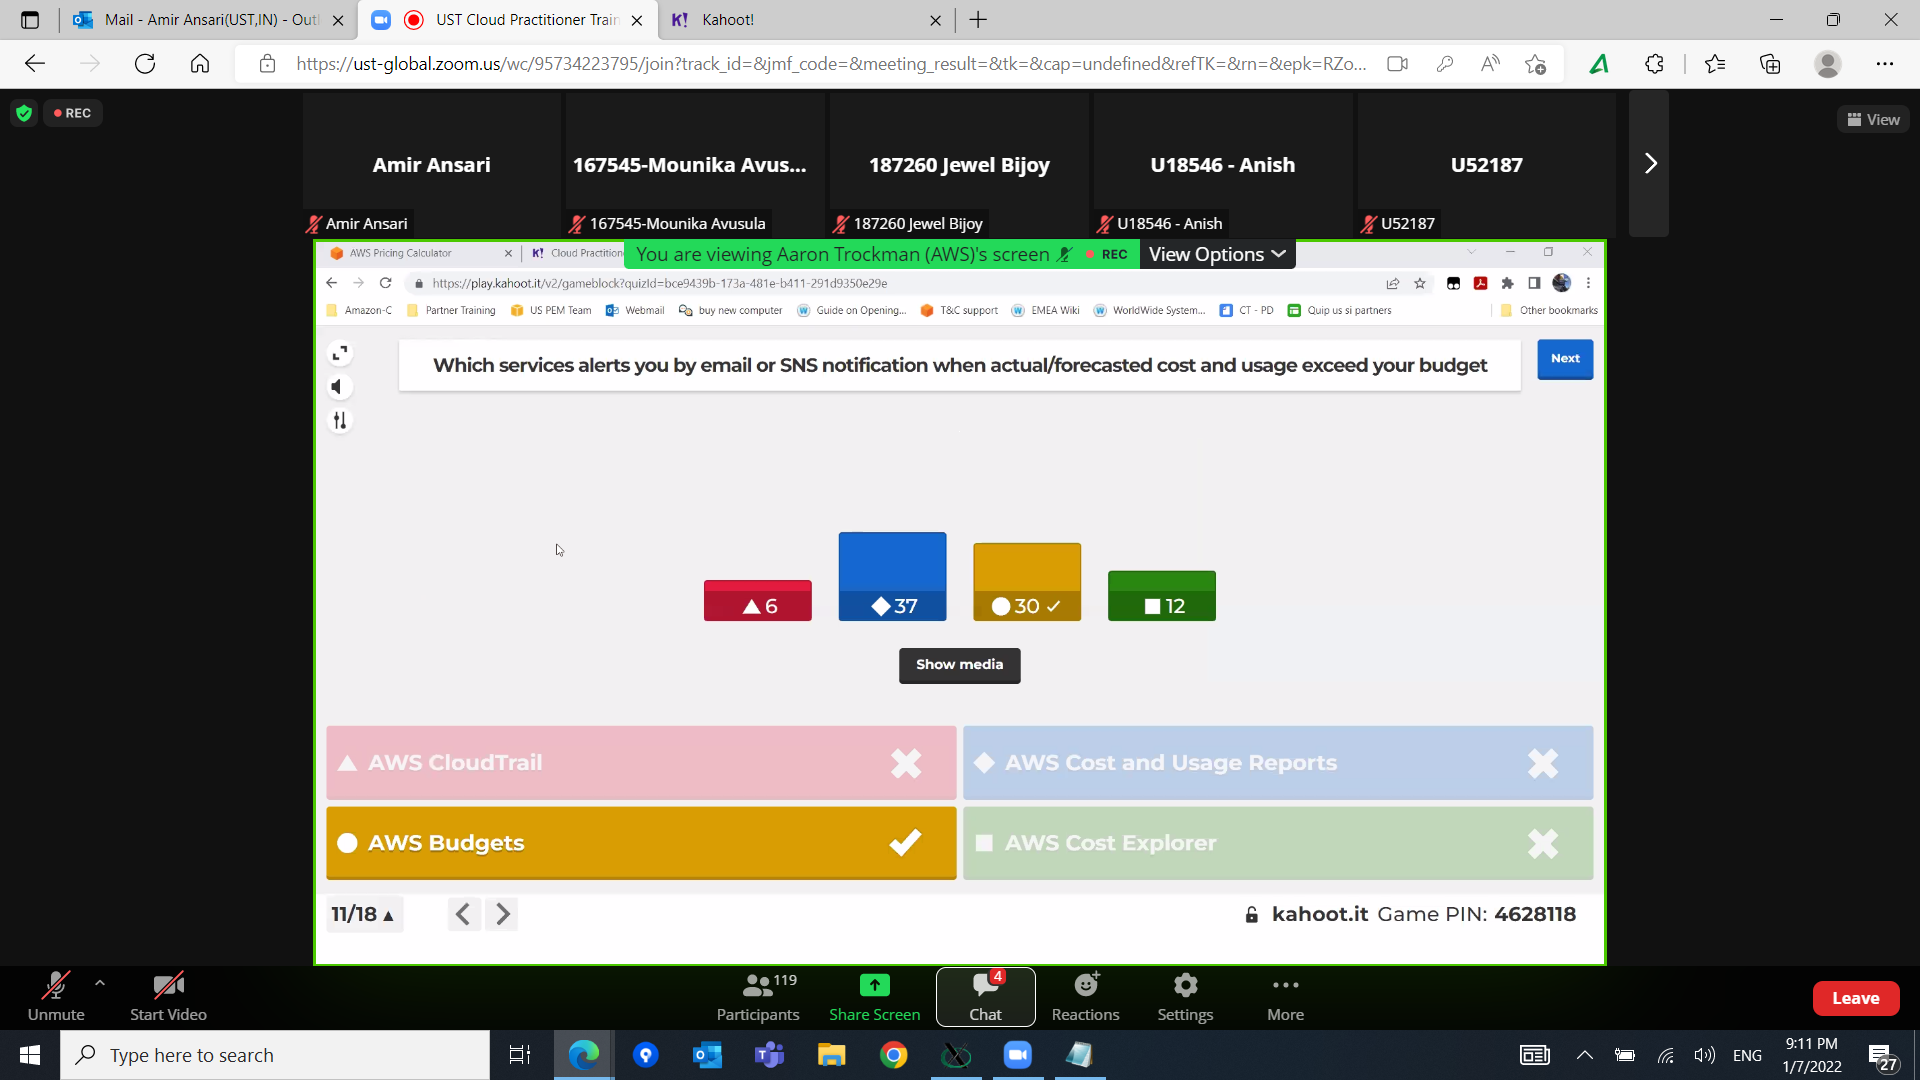 Mail - Amir Ansari(UST,IN) - Outl
UST Cloud Practitioner Train
Kahoot!
https://ust-global.zoom.us/wc/95734223795/join?track_id=&jmf_code=&meeting_result=&tk=&cap=undefined&refTK=&rn=&epk=RZo...
REC
View
Amir Ansari
167545-Mounika Avus...
187260 Jewel Bijoy
U18546 - Anish
U52187
Amir Ansari
167545-Mounika Avusula
187260 Jewel Bijoy
U18546 - Anish
U52187
AWS Pricing Calculator
Cloud Practition
You are viewing Aaron Trockman (AWS)'s screen
REC
View Options
https://play.kahoot.it/v2/gameblock?quizId=bce9439b-173a-481e-b411-291d9350e29e
Amazon-C
Partner Training
US PEM Team
Webmail
buy new computer
Guide on Opening...
T&C support
EMEA Wiki
WorldWide System...
CT - PD
Quip us si partners
Other bookmarks
Which services alerts you by email or SNS notification when actual/forecasted cost and usage exceed your budget
Next
6
37
30
12
Show media
AWS CloudTrail
AWS Cost and Usage Reports
AWS Budgets
AWS Cost Explorer
11/18
kahoot.it Game PIN: 4628118
Unmute
Start Video
119
Participants
Share Screen
4
Chat
Reactions
Settings
More
Leave
Type here to search
ENG
9:11 PM
1/7/2022
27